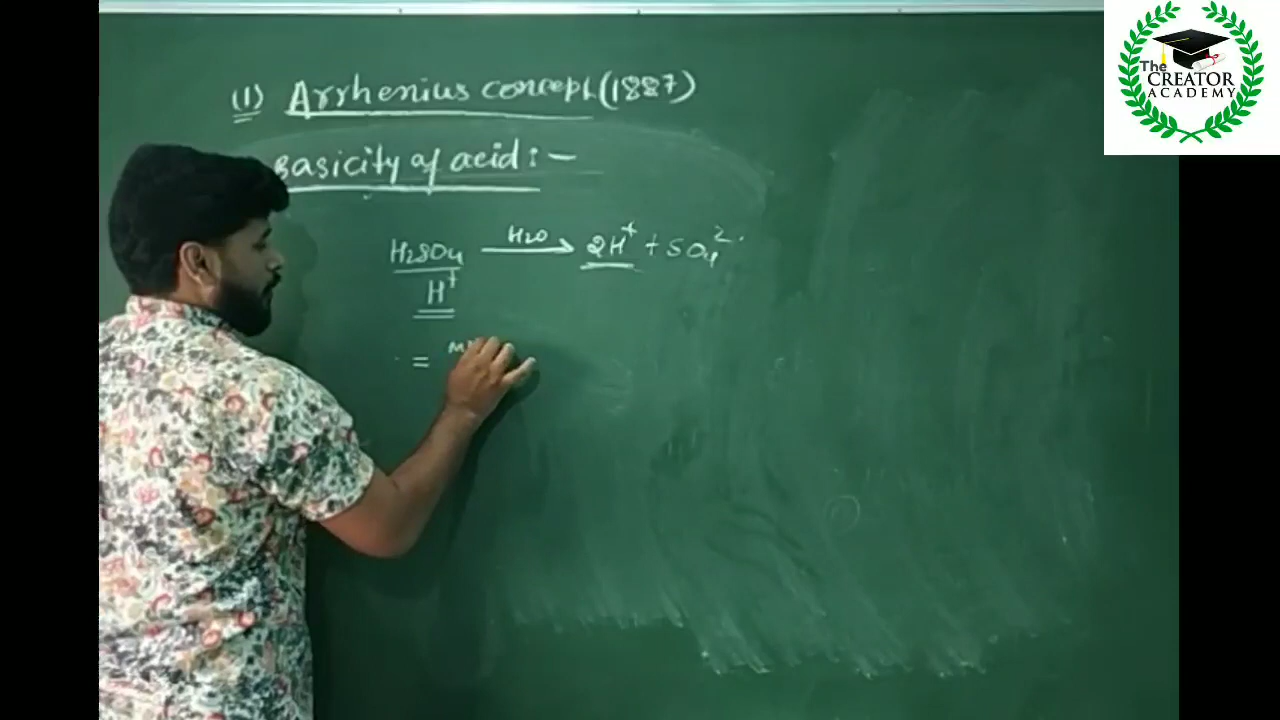 (1) Arrhenius concept (1887)
Basicity of acid :-
H2SO4 H2O → 2H+ + SO4 2-
H+
=
The
CREATOR
ACADEMY